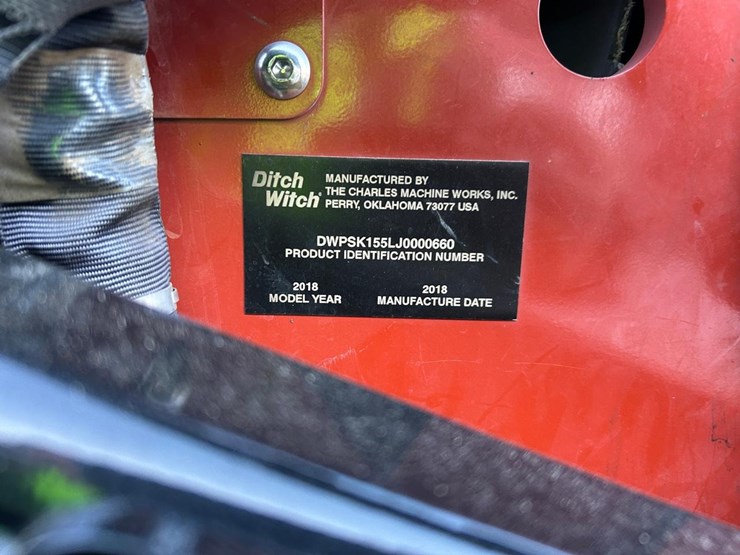 Ditch Witch®
MANUFACTURED BY
THE CHARLES MACHINE WORKS, INC.
PERRY, OKLAHOMA 73077 USA
DWPSK155LJ0000660
PRODUCT IDENTIFICATION NUMBER
2018
MODEL YEAR
2018
MANUFACTURE DATE